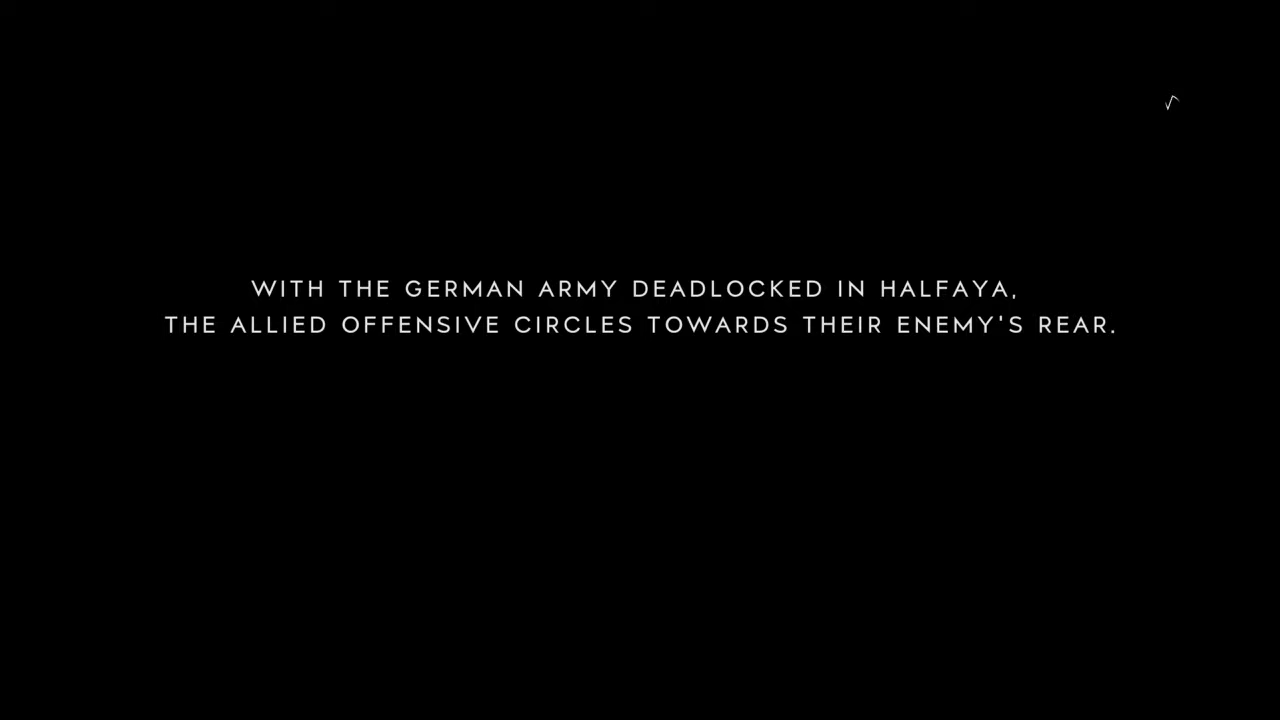 WITH THE GERMAN ARMY DEADLOCKED IN HALFAYA,
THE ALLIED OFFENSIVE CIRCLES TOWARDS THEIR ENEMY'S REAR.